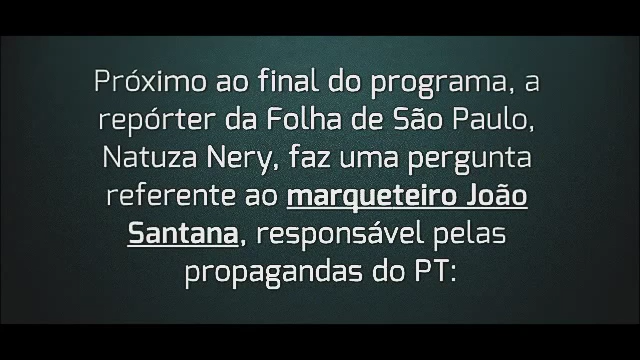 Próximo ao final do programa, a
repórter da Folha de São Paulo,
Natuza Nery, faz uma pergunta
referente ao marqueteiro João
Santana, responsável pelas
propagandas do PT: